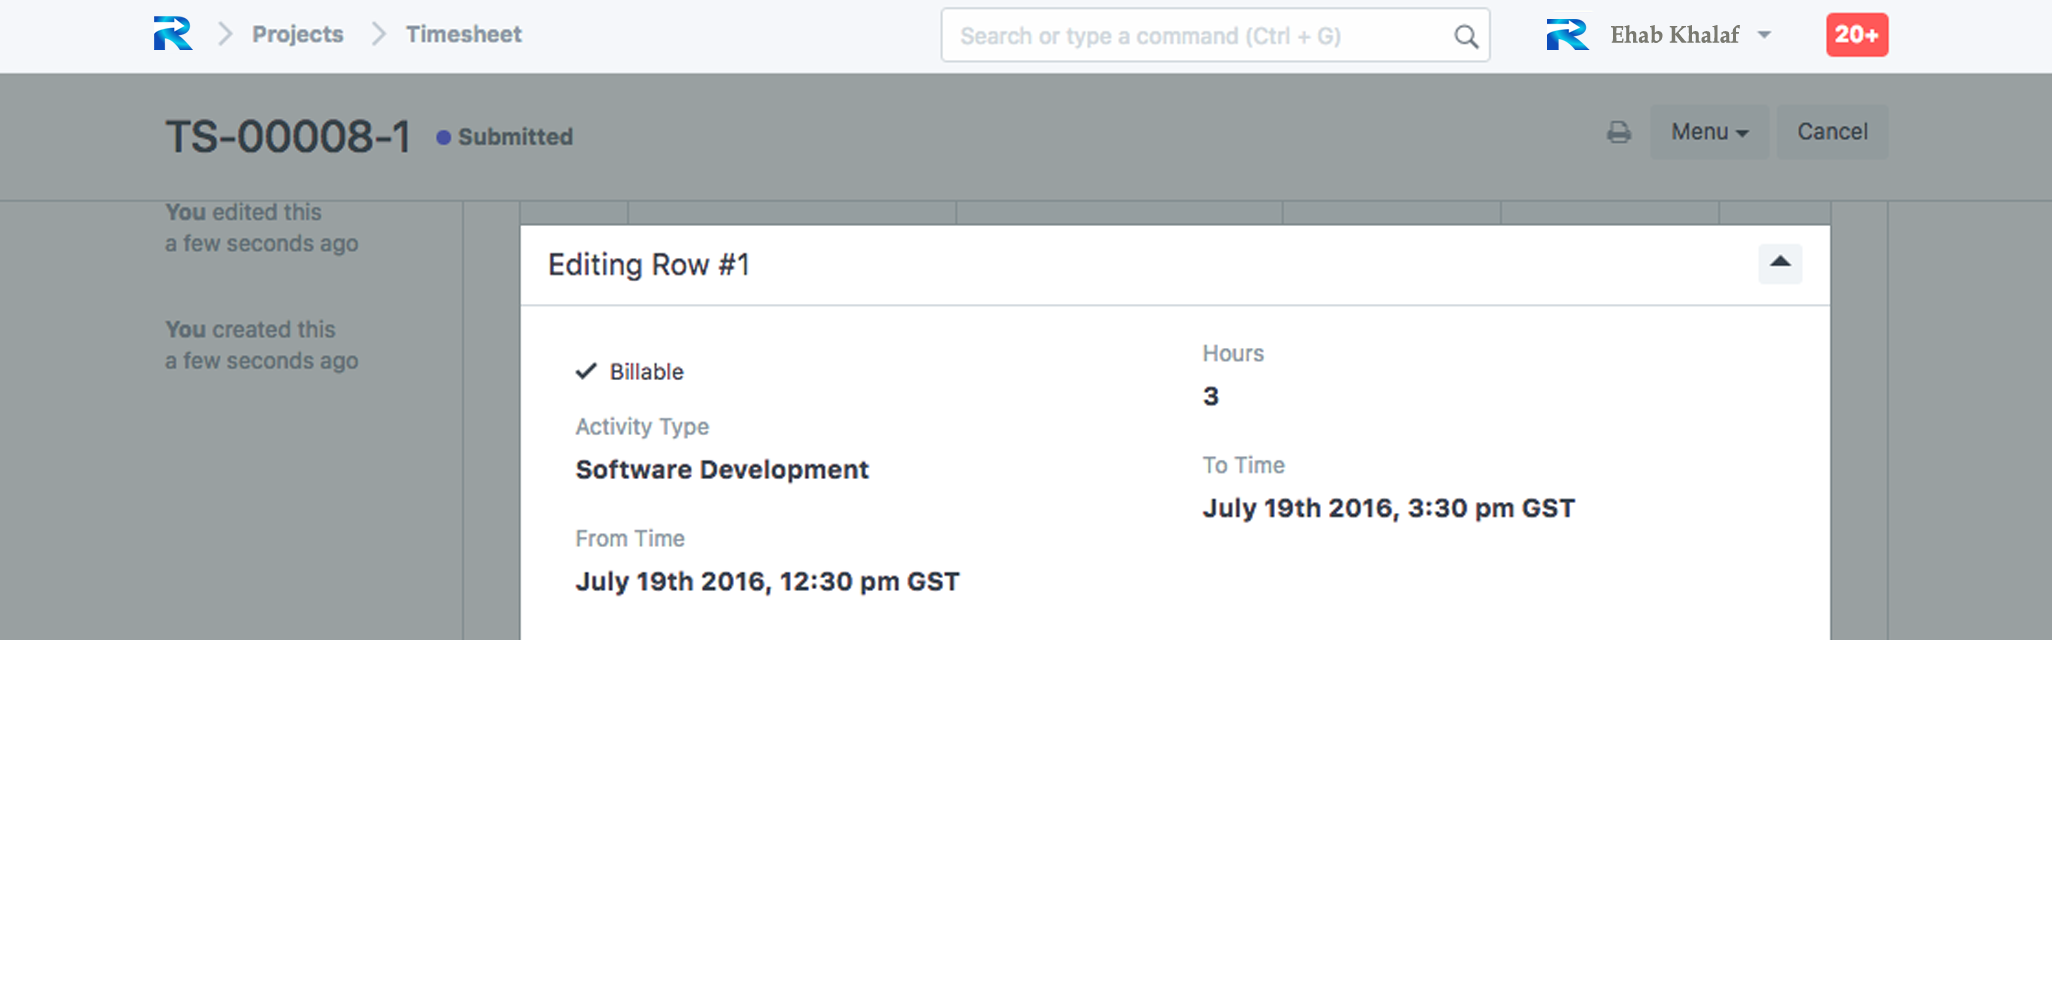 Projects Timesheet Search or type a command (Ctrl + G) Ehab Khalaf 20+
TS-00008-1 Submitted Menu Cancel
You edited this
a few seconds ago
You created this
a few seconds ago
Editing Row #1
Billable
Activity Type
Software Development
From Time
July 19th 2016, 12:30 pm GST
Hours
3
To Time
July 19th 2016, 3:30 pm GST